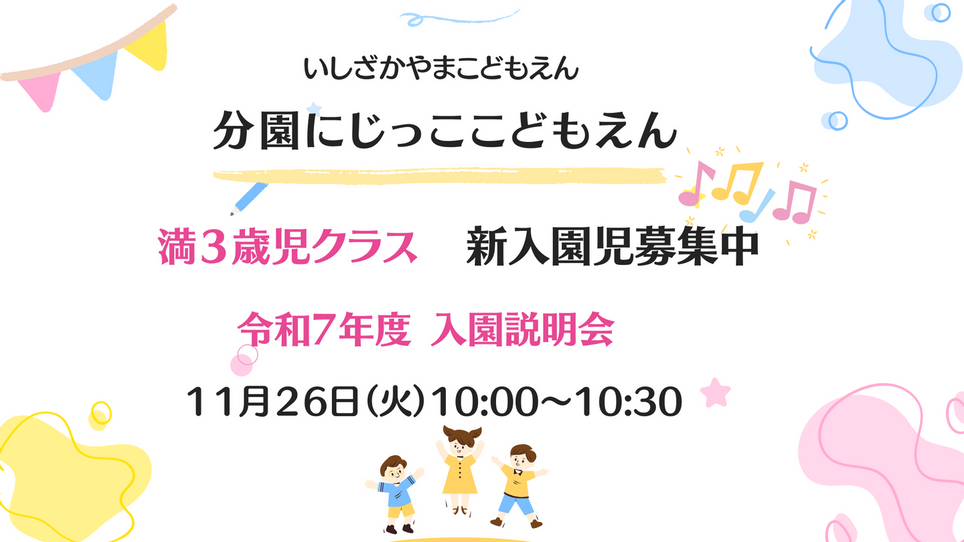 いしざかやまこどもえん
分園にじっここどもえん
満３歳児クラス　新入園児募集中
令和7年度 入園説明会
11月26日(火)10:00～10:30